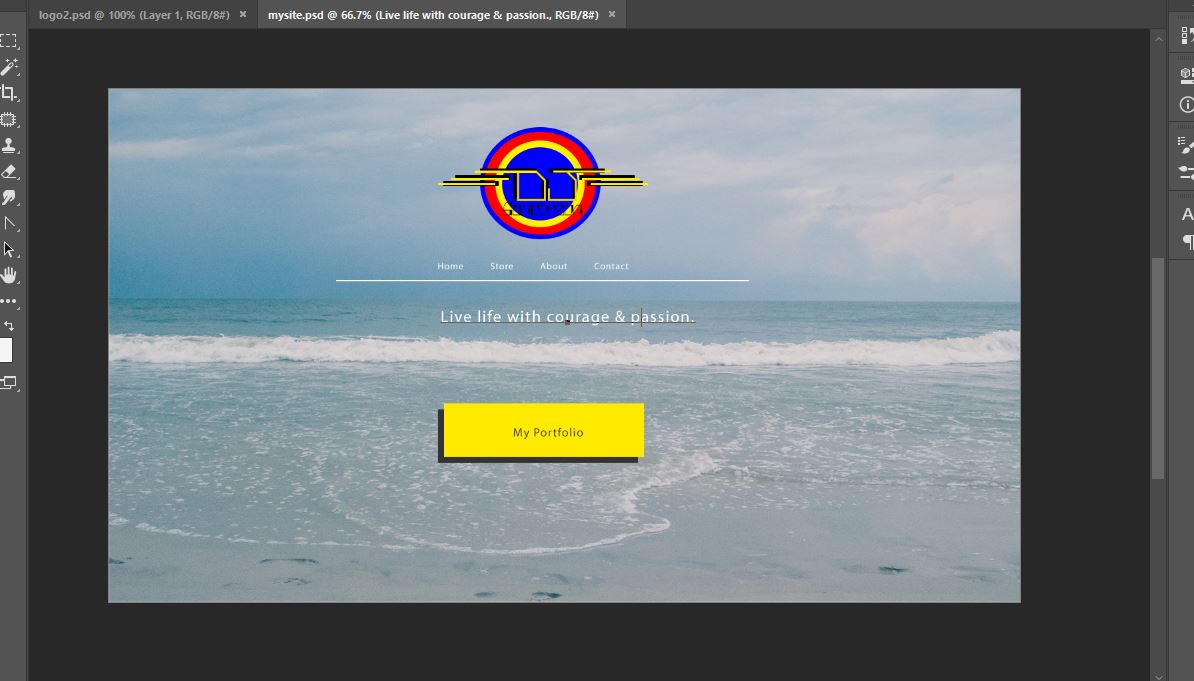 logo2.psd @ 100% (Layer 1, RGB/8#) ×
mysite.psd @ 66.7% (Live life with courage & passion., RGB/8#) ×
Home Store About Contact
Live life with courage & passion.
My Portfolio